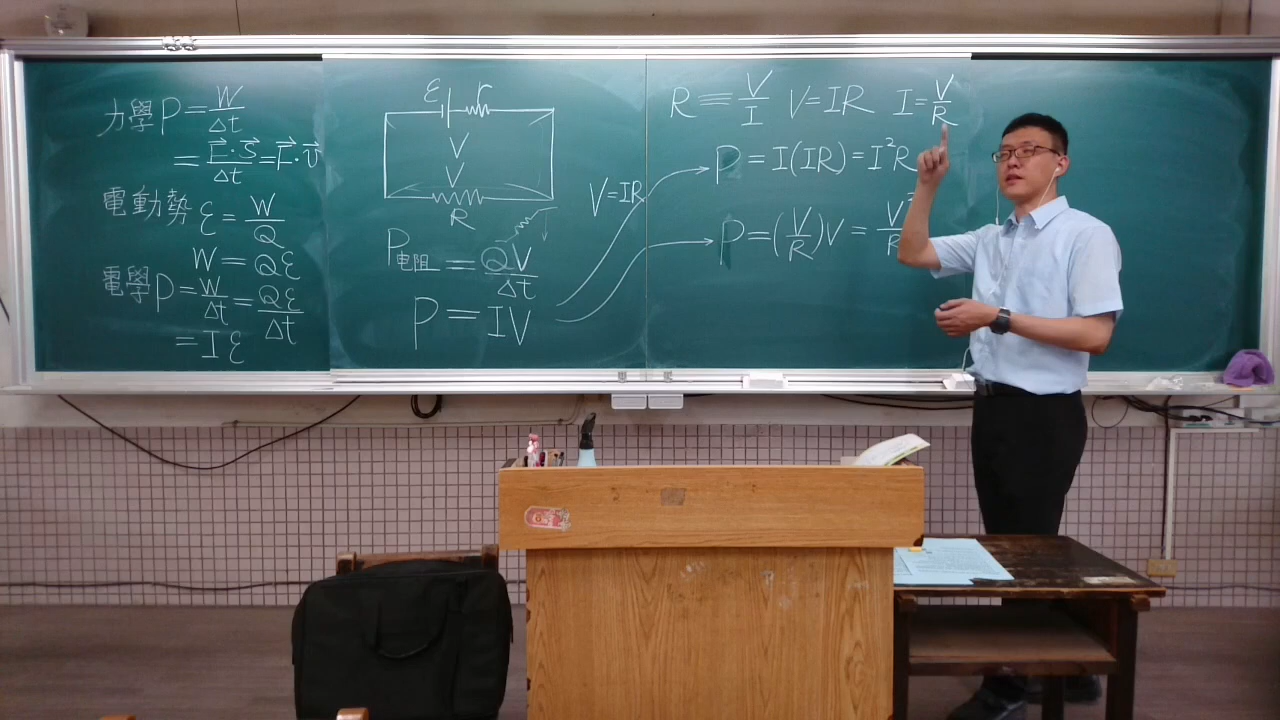 力學 P = W/Δt
= F⃗·S⃗/Δt = F⃗·v⃗
電動勢 ε = W/Q
W = Qε
電學 P = W/Δt = Qε/Δt
= Iε
ε r
V
V
R
P電阻 = QV/Δt
P = IV
V=IR
R ≡ V/I V=IR I=V/R
P = I(IR) = I²R
P = (V/R)V = V²/R